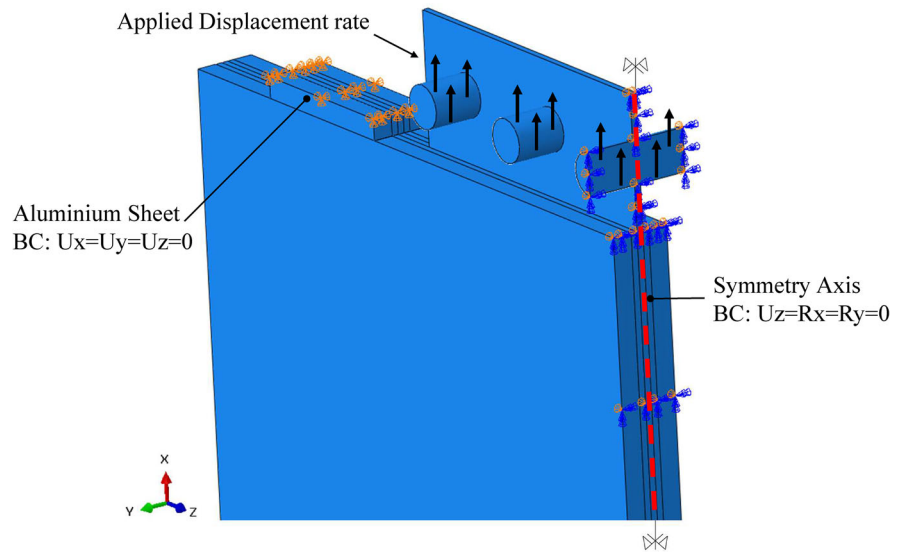 Applied Displacement rate
Aluminium Sheet
BC: Ux=Uy=Uz=0
Symmetry Axis
BC: Uz=Rx=Ry=0
X
Y
Z